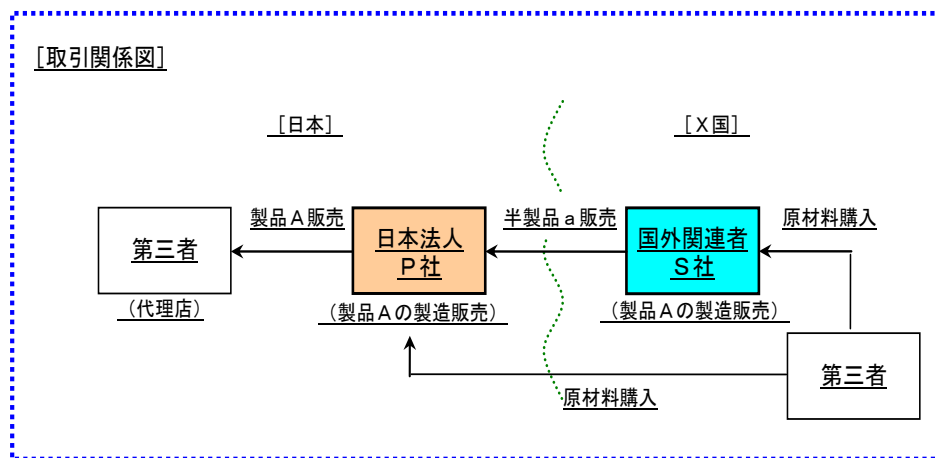 [取引関係図]
[日本]
[X国]
製品A販売
半製品a販売
原材料購入
第三者
日本法人
P社
国外関連者
S社
(代理店)
(製品Aの製造販売)
(製品Aの製造販売)
第三者
原材料購入